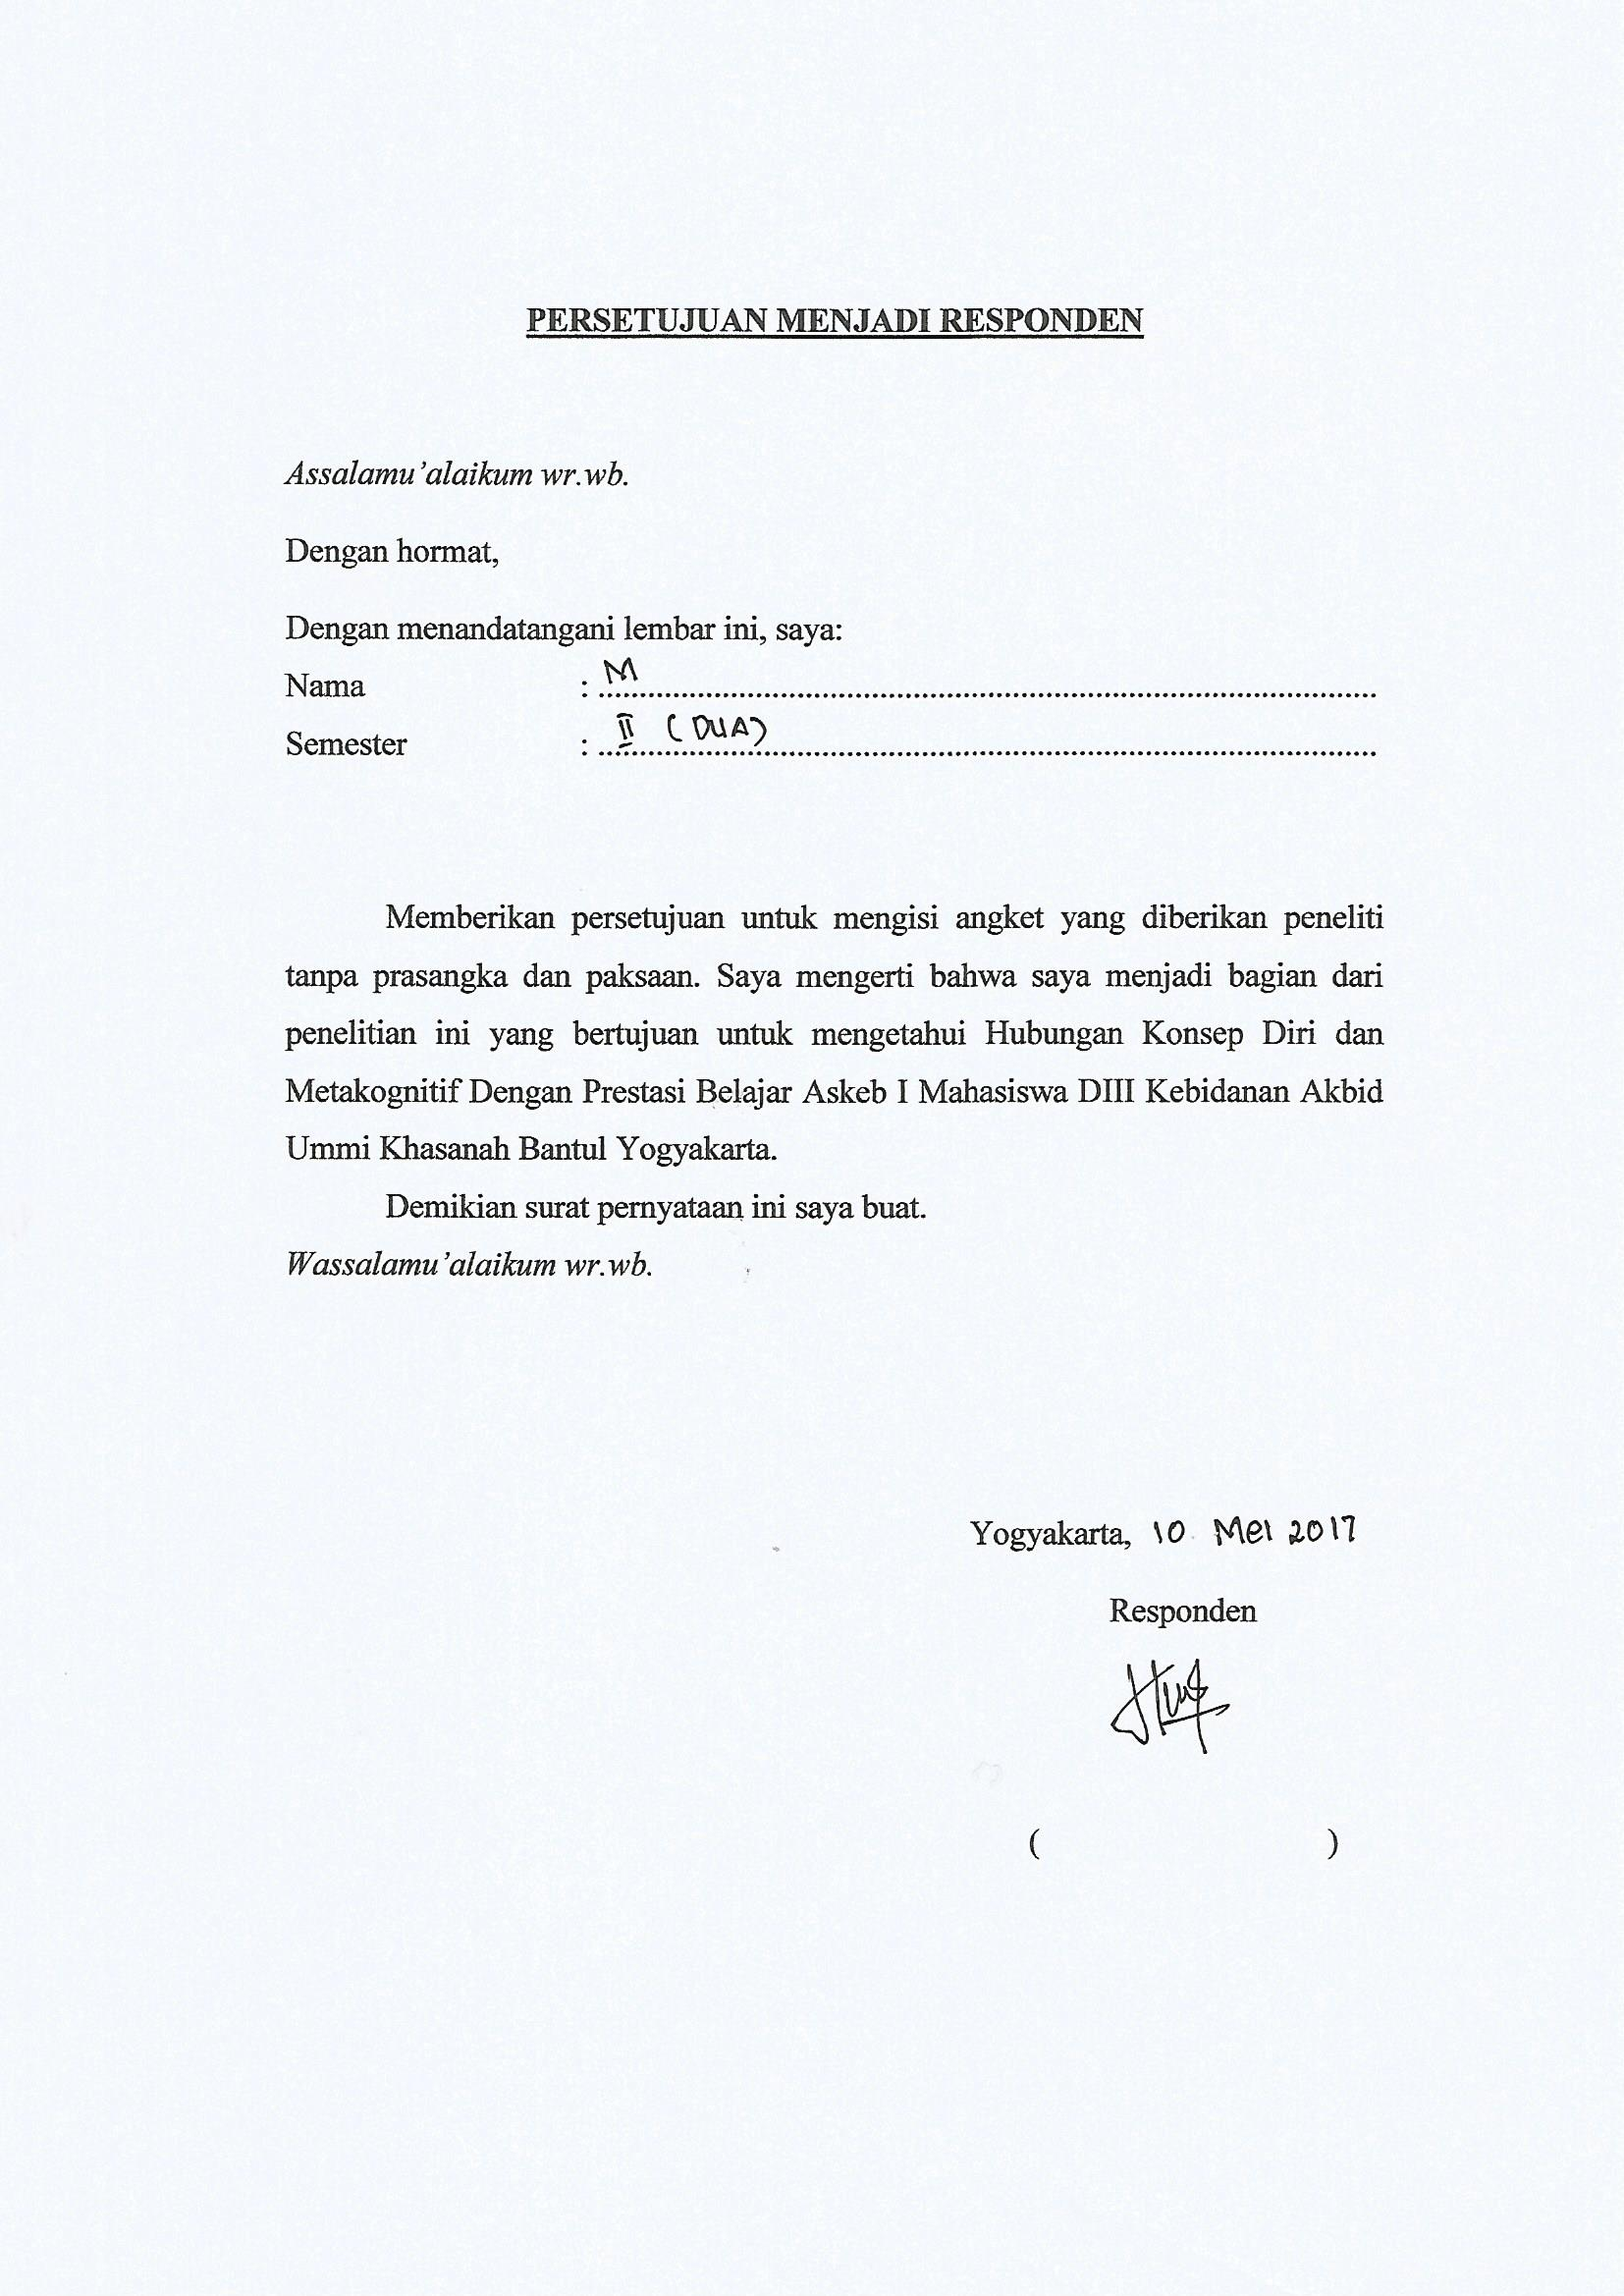 PERSETUJUAN MENJADI RESPONDEN
Assalamu’alaikum wr.wb.
Dengan hormat,
Dengan menandatangani lembar ini, saya:
Nama : M
Semester : II (DUA)
Memberikan persetujuan untuk mengisi angket yang diberikan peneliti
tanpa prasangka dan paksaan. Saya mengerti bahwa saya menjadi bagian dari
penelitian ini yang bertujuan untuk mengetahui Hubungan Konsep Diri dan
Metakognitif Dengan Prestasi Belajar Askeb I Mahasiswa DIII Kebidanan Akbid
Ummi Khasanah Bantul Yogyakarta.
Demikian surat pernyataan ini saya buat.
Wassalamu’alaikum wr.wb.
Yogyakarta, 10 Mei 2017
Responden
( )